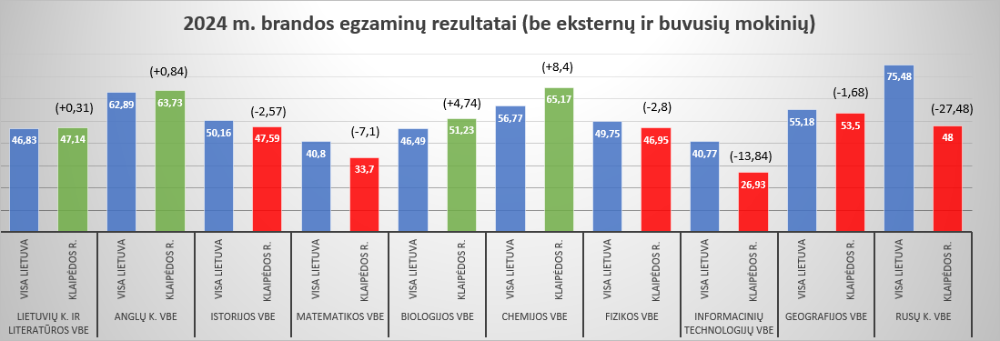 2024 m. brandos egzaminų rezultatai (be eksternų ir buvusių mokinių)
46,83
(+0,31)
47,14
62,89
(+0,84)
63,73
50,16
(-2,57)
47,59
40,8
(-7,1)
33,7
46,49
(+4,74)
51,23
56,77
(+8,4)
65,17
49,75
(-2,8)
46,95
40,77
(-13,84)
26,93
55,18
(-1,68)
53,5
75,48
(-27,48)
48
VISA LIETUVA
KLAIPĖDOS R.
VISA LIETUVA
KLAIPĖDOS R.
VISA LIETUVA
KLAIPĖDOS R.
VISA LIETUVA
KLAIPĖDOS R.
VISA LIETUVA
KLAIPĖDOS R.
VISA LIETUVA
KLAIPĖDOS R.
VISA LIETUVA
KLAIPĖDOS R.
VISA LIETUVA
KLAIPĖDOS R.
VISA LIETUVA
KLAIPĖDOS R.
VISA LIETUVA
KLAIPĖDOS R.
LIETUVIŲ K. IR
LITERATŪROS VBE
ANGLŲ K. VBE
ISTORIJOS VBE
MATEMATIKOS VBE
BIOLOGIJOS VBE
CHEMIJOS VBE
FIZIKOS VBE
INFORMACINIŲ
TECHNOLOGIJŲ VBE
GEOGRAFIJOS VBE
RUSŲ K. VBE